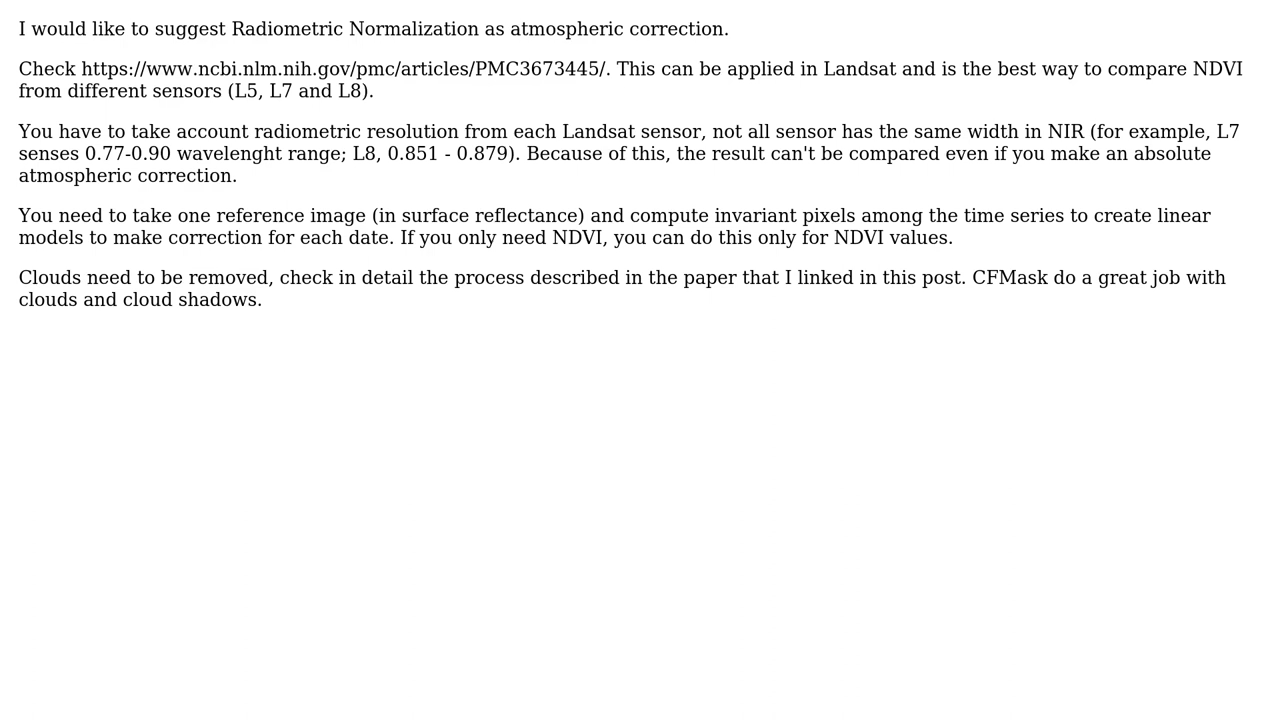 I would like to suggest Radiometric Normalization as atmospheric correction.
Check https://www.ncbi.nlm.nih.gov/pmc/articles/PMC3673445/. This can be applied in Landsat and is the best way to compare NDVI
from different sensors (L5, L7 and L8).
You have to take account radiometric resolution from each Landsat sensor, not all sensor has the same width in NIR (for example, L7
senses 0.77-0.90 wavelenght range; L8, 0.851 - 0.879). Because of this, the result can't be compared even if you make an absolute
atmospheric correction.
You need to take one reference image (in surface reflectance) and compute invariant pixels among the time series to create linear
models to make correction for each date. If you only need NDVI, you can do this only for NDVI values.
Clouds need to be removed, check in detail the process described in the paper that I linked in this post. CFMask do a great job with
clouds and cloud shadows.